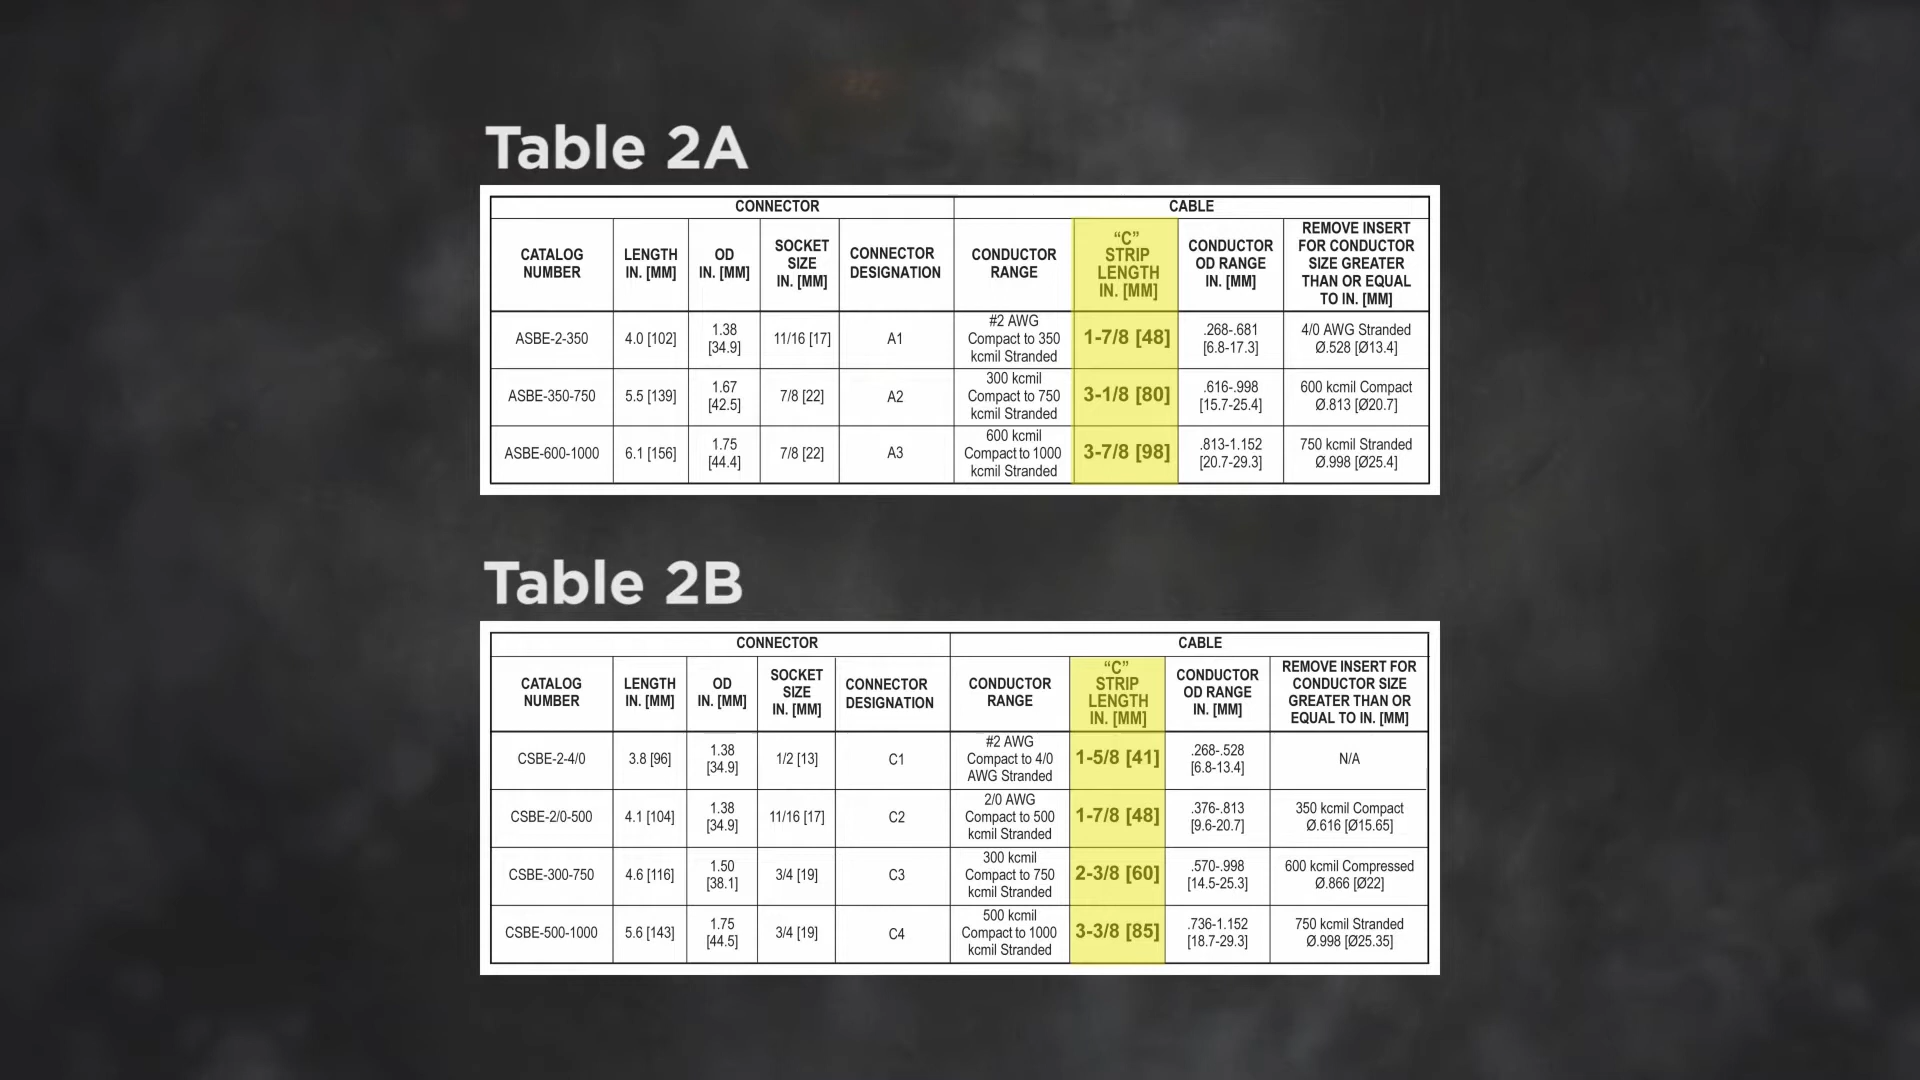 Table 2A
CONNECTOR
CABLE
CATALOG
NUMBER
LENGTH
IN. [MM]
OD
IN. [MM]
SOCKET
SIZE
IN. [MM]
CONNECTOR
DESIGNATION
CONDUCTOR
RANGE
“C”
STRIP
LENGTH
IN. [MM]
CONDUCTOR
OD RANGE
IN. [MM]
REMOVE INSERT
FOR CONDUCTOR
SIZE GREATER
THAN OR EQUAL
TO IN. [MM]
ASBE-2-350
4.0 [102]
1.38
[34.9]
11/16 [17]
A1
#2 AWG
Compact to 350
kcmil Stranded
1-7/8 [48]
.268-.681
[6.8-17.3]
4/0 AWG Stranded
Ø.528 [Ø13.4]
ASBE-350-750
5.5 [139]
1.67
[42.5]
7/8 [22]
A2
300 kcmil
Compact to 750
kcmil Stranded
3-1/8 [80]
.616-.998
[15.7-25.4]
600 kcmil Compact
Ø.813 [Ø20.7]
ASBE-600-1000
6.1 [156]
1.75
[44.4]
7/8 [22]
A3
600 kcmil
Compact to 1000
kcmil Stranded
3-7/8 [98]
.813-1.152
[20.7-29.3]
750 kcmil Stranded
Ø.998 [Ø25.4]
Table 2B
CONNECTOR
CABLE
CATALOG
NUMBER
LENGTH
IN. [MM]
OD
IN. [MM]
SOCKET
SIZE
IN. [MM]
CONNECTOR
DESIGNATION
CONDUCTOR
RANGE
“C”
STRIP
LENGTH
IN. [MM]
CONDUCTOR
OD RANGE
IN. [MM]
REMOVE INSERT FOR
CONDUCTOR SIZE
GREATER THAN OR
EQUAL TO IN. [MM]
CSBE-2-4/0
3.8 [96]
1.38
[34.9]
1/2 [13]
C1
#2 AWG
Compact to 4/0
AWG Stranded
1-5/8 [41]
.268-.528
[6.8-13.4]
N/A
CSBE-2/0-500
4.1 [104]
1.38
[34.9]
11/16 [17]
C2
2/0 AWG
Compact to 500
kcmil Stranded
1-7/8 [48]
.376-.813
[9.6-20.7]
350 kcmil Compact
Ø.616 [Ø15.65]
CSBE-300-750
4.6 [116]
1.50
[38.1]
3/4 [19]
C3
300 kcmil
Compact to 750
kcmil Stranded
2-3/8 [60]
.570-.998
[14.5-25.3]
600 kcmil Compressed
Ø.866 [Ø22]
CSBE-500-1000
5.6 [143]
1.75
[44.5]
3/4 [19]
C4
500 kcmil
Compact to 1000
kcmil Stranded
3-3/8 [85]
.736-1.152
[18.7-29.3]
750 kcmil Stranded
Ø.998 [Ø25.35]